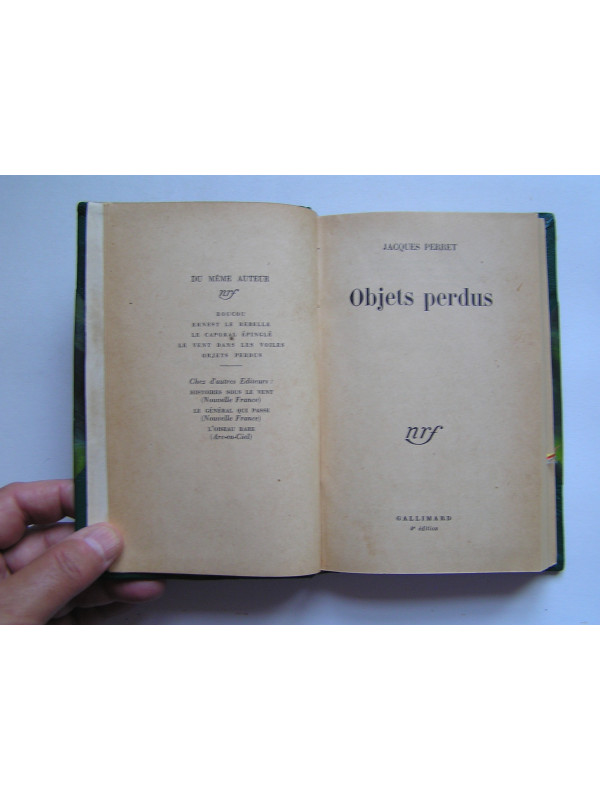 DU MÊME AUTEUR
nrf
ROUCOU
ERNEST LE REBELLE
LE CAPORAL ÉPINGLÉ
LE VENT DANS LES VOILES
OBJETS PERDUS
Chez d'autres Editeurs :
HISTOIRES SOUS LE VENT
(Nouvelle France)
LE GÉNÉRAL QUI PASSE
(Nouvelle France)
L'OISEAU RARE
(Arc-en-Ciel)
JACQUES PERRET
Objets perdus
nrf
GALLIMARD
4e édition